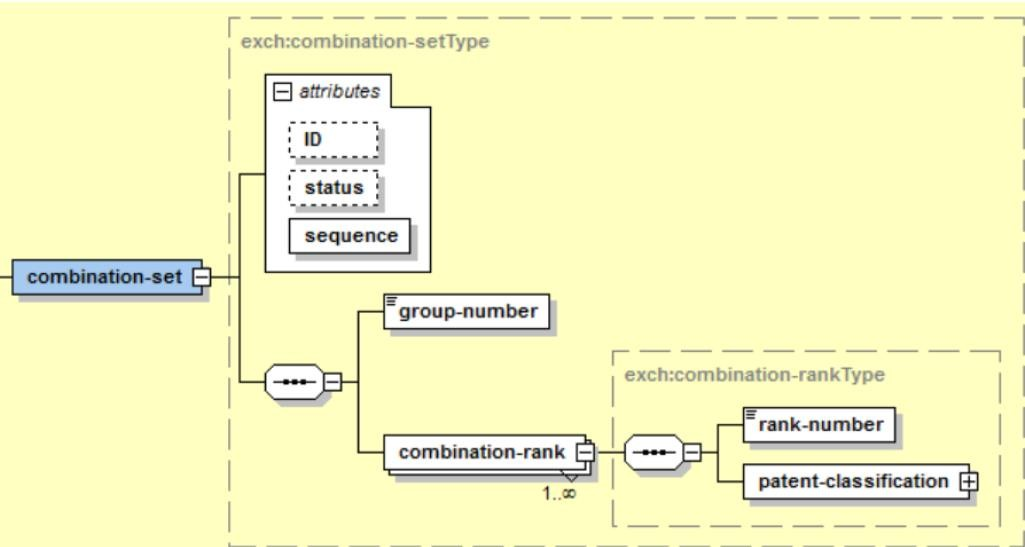 exch:combination-setType
attributes
ID
status
sequence
combination-set
group-number
exch:combination-rankType
rank-number
combination-rank
patent-classification
1..∞